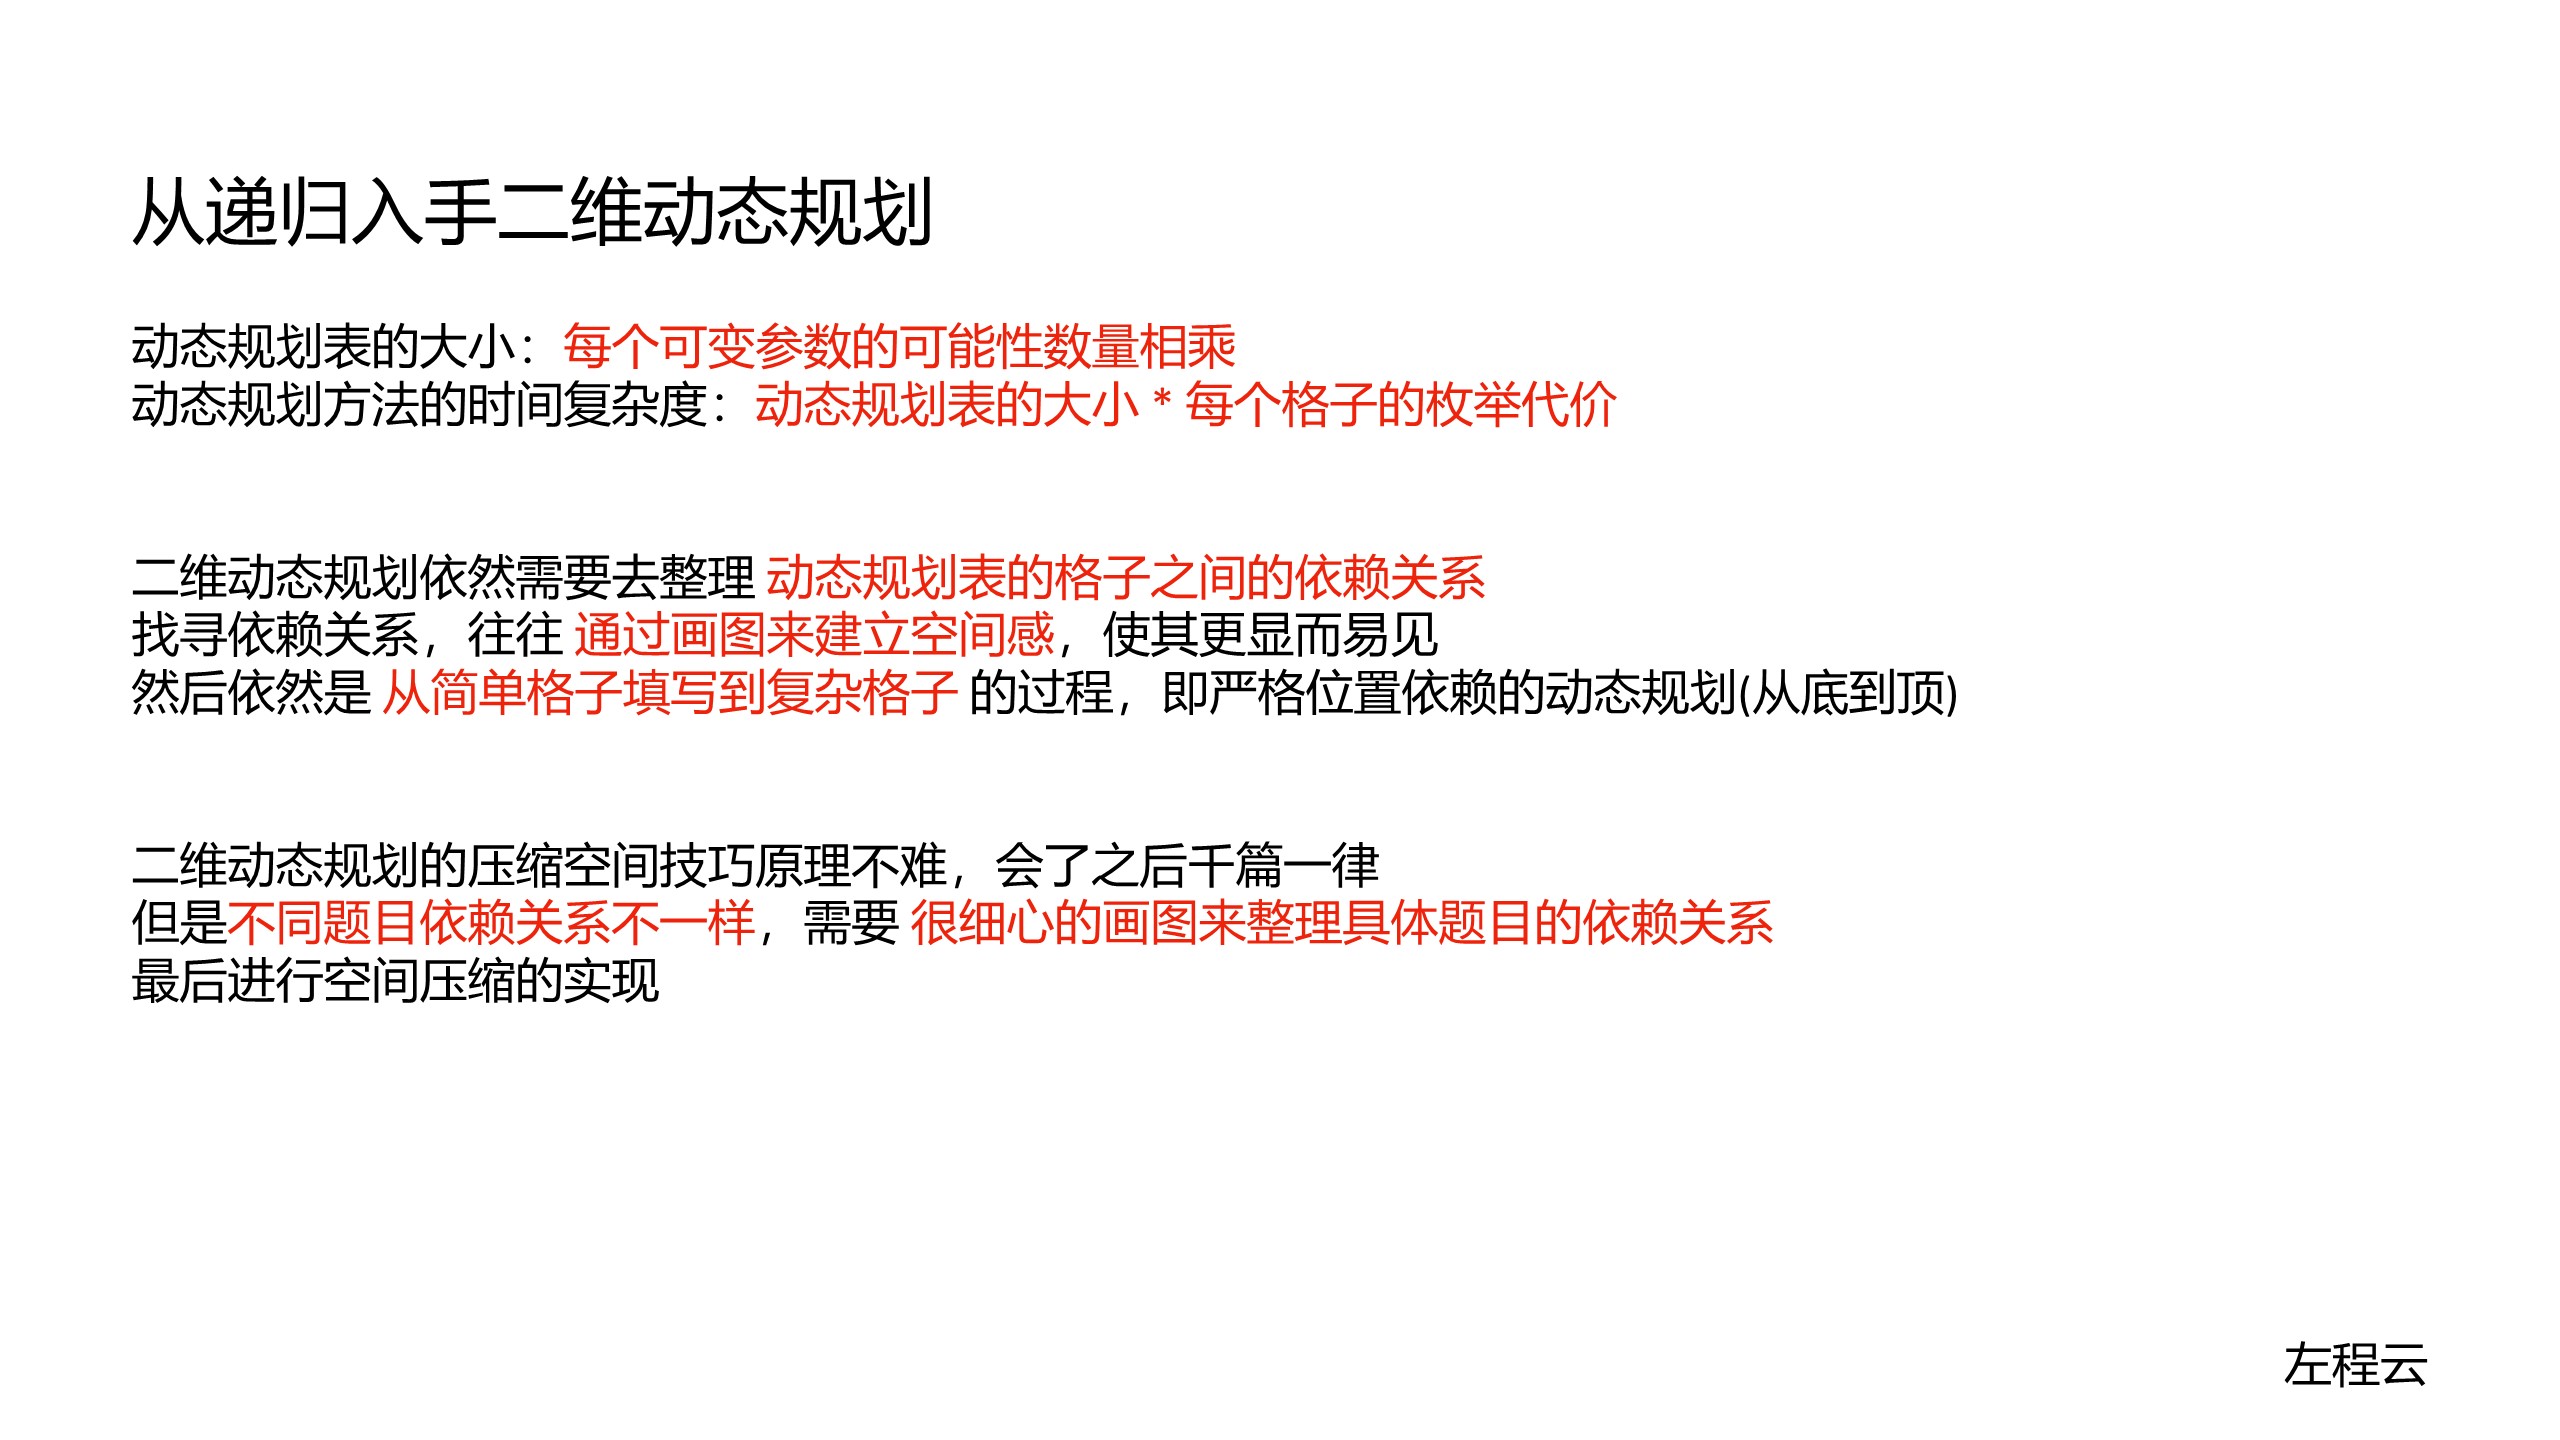 从递归入手二维动态规划
动态规划表的大小：每个可变参数的可能性数量相乘
动态规划方法的时间复杂度：动态规划表的大小 * 每个格子的枚举代价
二维动态规划依然需要去整理 动态规划表的格子之间的依赖关系
找寻依赖关系，往往 通过画图来建立空间感，使其更显而易见
然后依然是 从简单格子填写到复杂格子 的过程，即严格位置依赖的动态规划(从底到顶)
二维动态规划的压缩空间技巧原理不难，会了之后千篇一律
但是不同题目依赖关系不一样，需要 很细心的画图来整理具体题目的依赖关系
最后进行空间压缩的实现
左程云